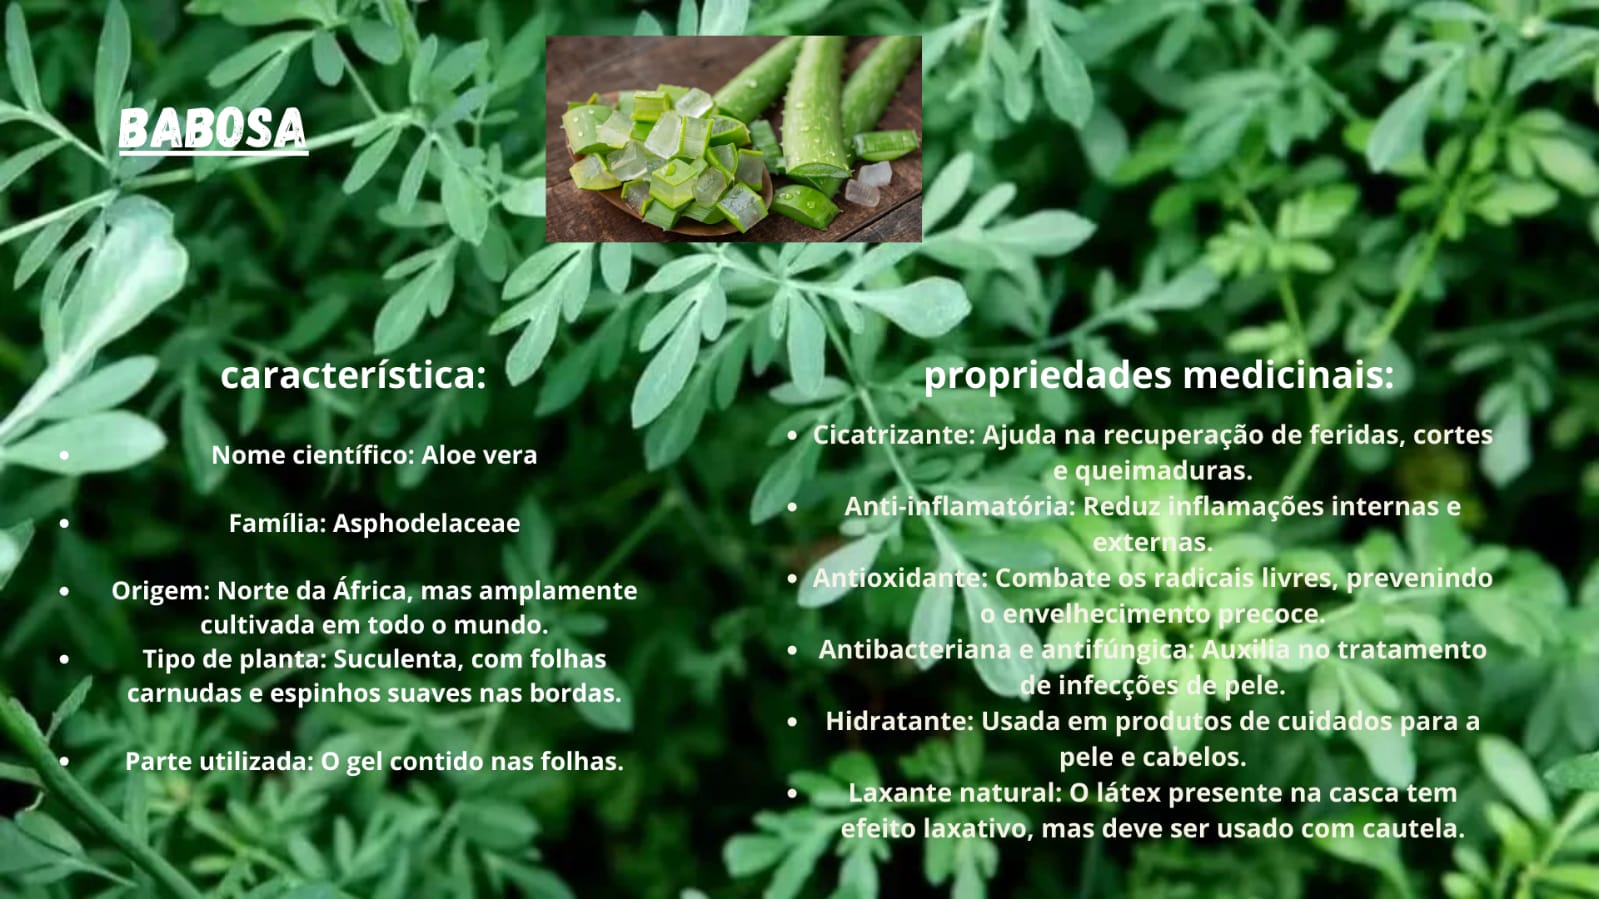 BABOSA
característica:
Nome científico: Aloe vera
Família: Asphodelaceae
Origem: Norte da África, mas amplamente
cultivada em todo o mundo.
Tipo de planta: Suculenta, com folhas
carnudas e espinhos suaves nas bordas.
Parte utilizada: O gel contido nas folhas.
propriedades medicinais:
Cicatrizante: Ajuda na recuperação de feridas, cortes
e queimaduras.
Anti-inflamatória: Reduz inflamações internas e
externas.
Antioxidante: Combate os radicais livres, prevenindo
o envelhecimento precoce.
Antibacteriana e antifúngica: Auxilia no tratamento
de infecções de pele.
Hidratante: Usada em produtos de cuidados para a
pele e cabelos.
Laxante natural: O látex presente na casca tem
efeito laxativo, mas deve ser usado com cautela.